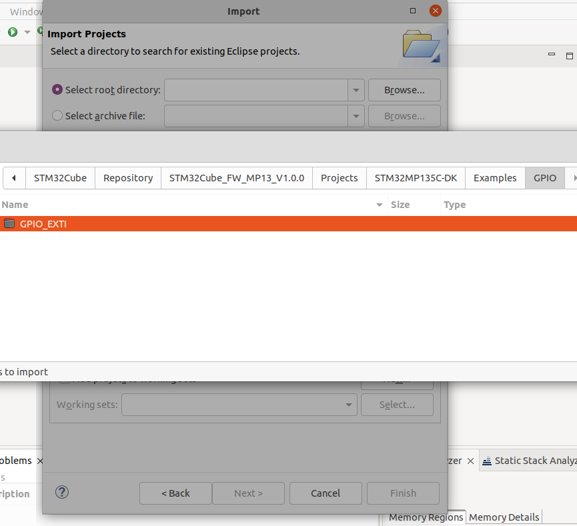 Window
Import
Import Projects
Select a directory to search for existing Eclipse projects.
Select root directory: Browse...
Select archive file: Browse...
STM32Cube Repository STM32Cube_FW_MP13_V1.0.0 Projects STM32MP135C-DK Examples GPIO
Name Size Type
GPIO_EXTI
s to import
Working sets: Select...
oblems zer Static Stack Analyz
s
ription
? < Back Next > Cancel Finish
Memory Regions Memory Details